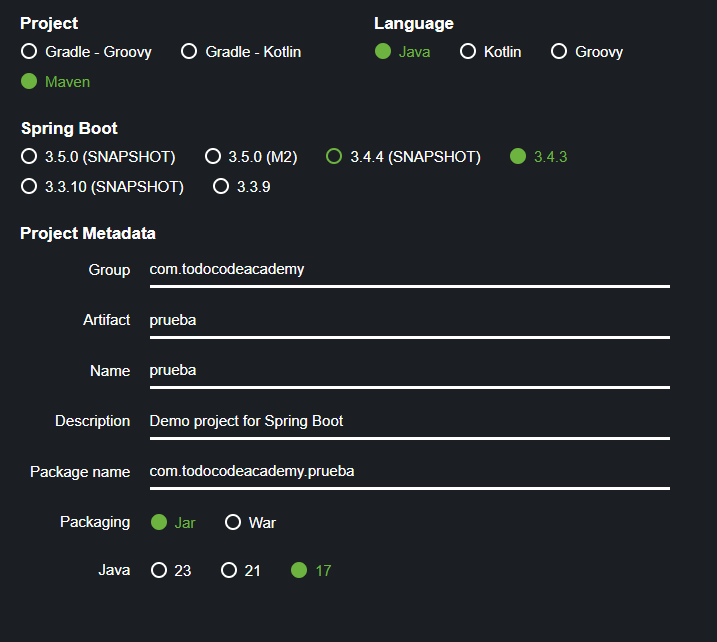 Project
Language
Gradle - Groovy Gradle - Kotlin
Java Kotlin Groovy
Maven
Spring Boot
3.5.0 (SNAPSHOT) 3.5.0 (M2) 3.4.4 (SNAPSHOT) 3.4.3
3.3.10 (SNAPSHOT) 3.3.9
Project Metadata
Group com.todocodeacademy
Artifact prueba
Name prueba
Description Demo project for Spring Boot
Package name com.todocodeacademy.prueba
Packaging Jar War
Java 23 21 17